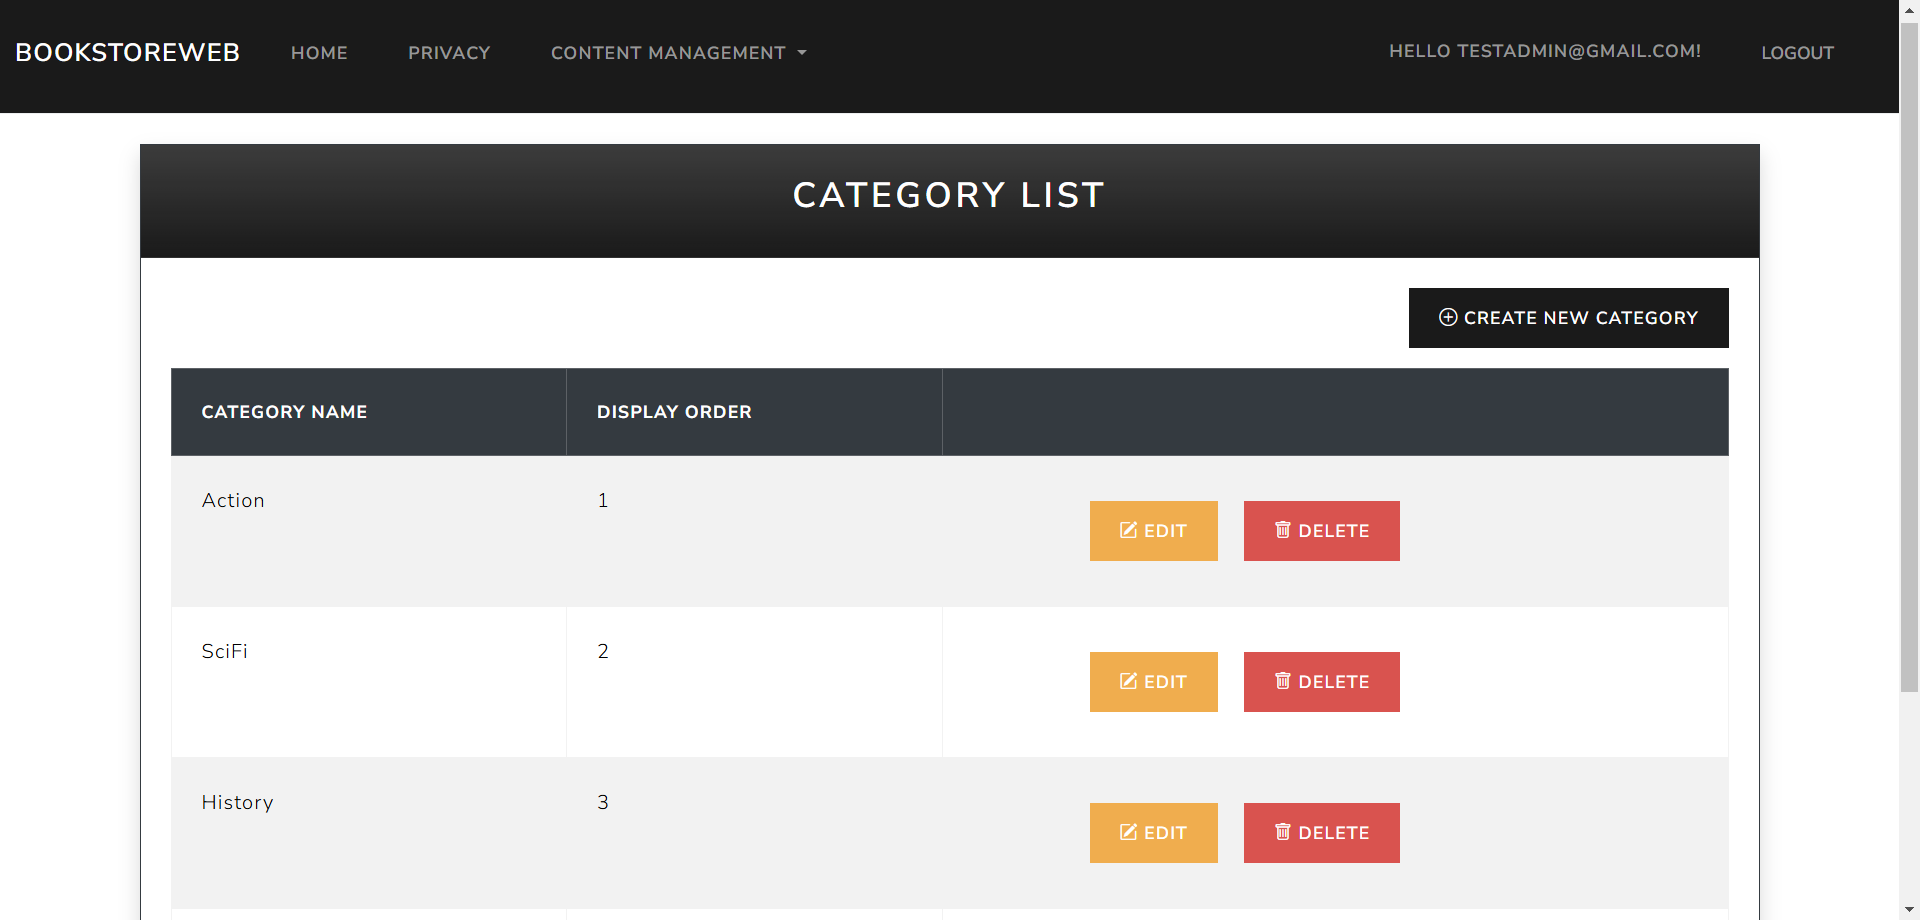 BOOKSTOREWEB HOME PRIVACY CONTENT MANAGEMENT HELLO TESTADMIN@GMAIL.COM! LOGOUT
CATEGORY LIST
CREATE NEW CATEGORY
CATEGORY NAME DISPLAY ORDER
Action 1 EDIT DELETE
SciFi 2 EDIT DELETE
History 3 EDIT DELETE